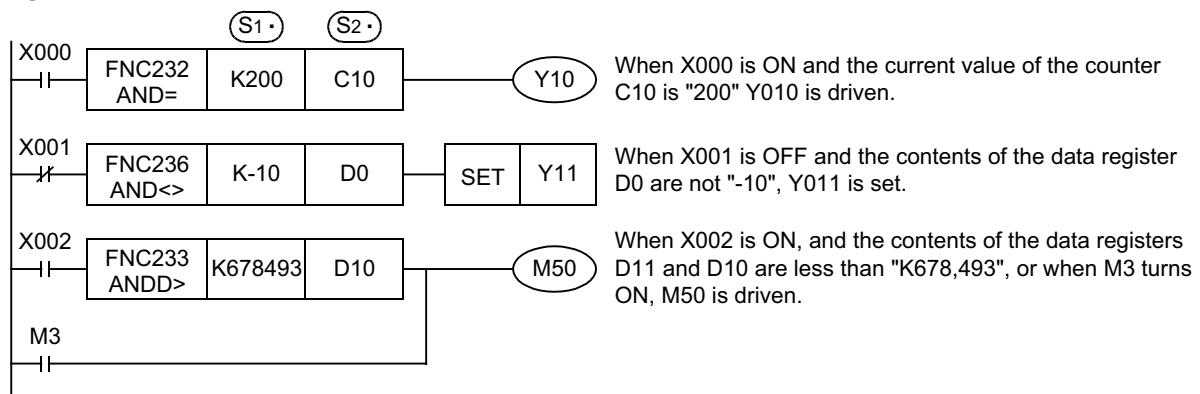 S1· S2·
X000
FNC232 K200 C10 Y10
AND=
When X000 is ON and the current value of the counter
C10 is "200" Y010 is driven.
X001
FNC236 K-10 D0 SET Y11
AND<>
When X001 is OFF and the contents of the data register
D0 are not "-10", Y011 is set.
X002
FNC233 K678493 D10 M50
ANDD>
When X002 is ON, and the contents of the data registers
D11 and D10 are less than "K678,493", or when M3 turns
ON, M50 is driven.
M3